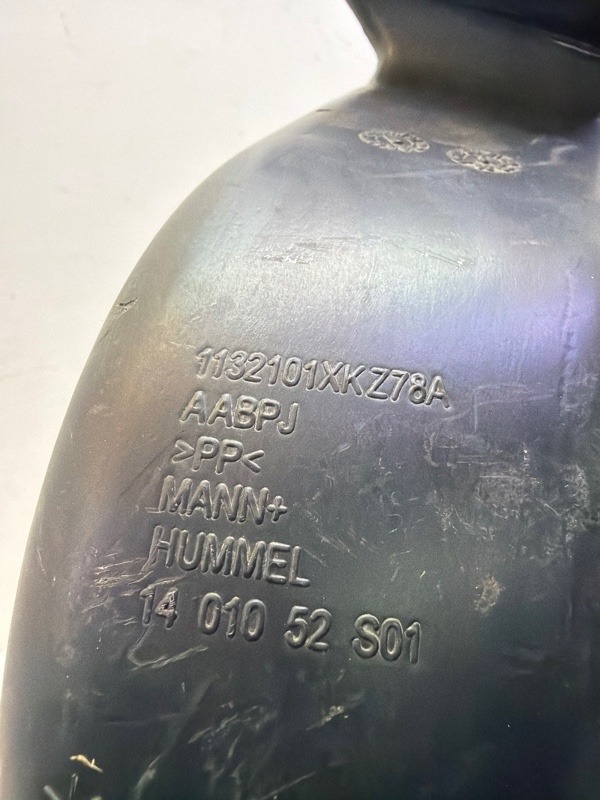 1132101XKZ78A
AABPJ
>PP<
MANN+
HUMMEL
14 010 52 S01